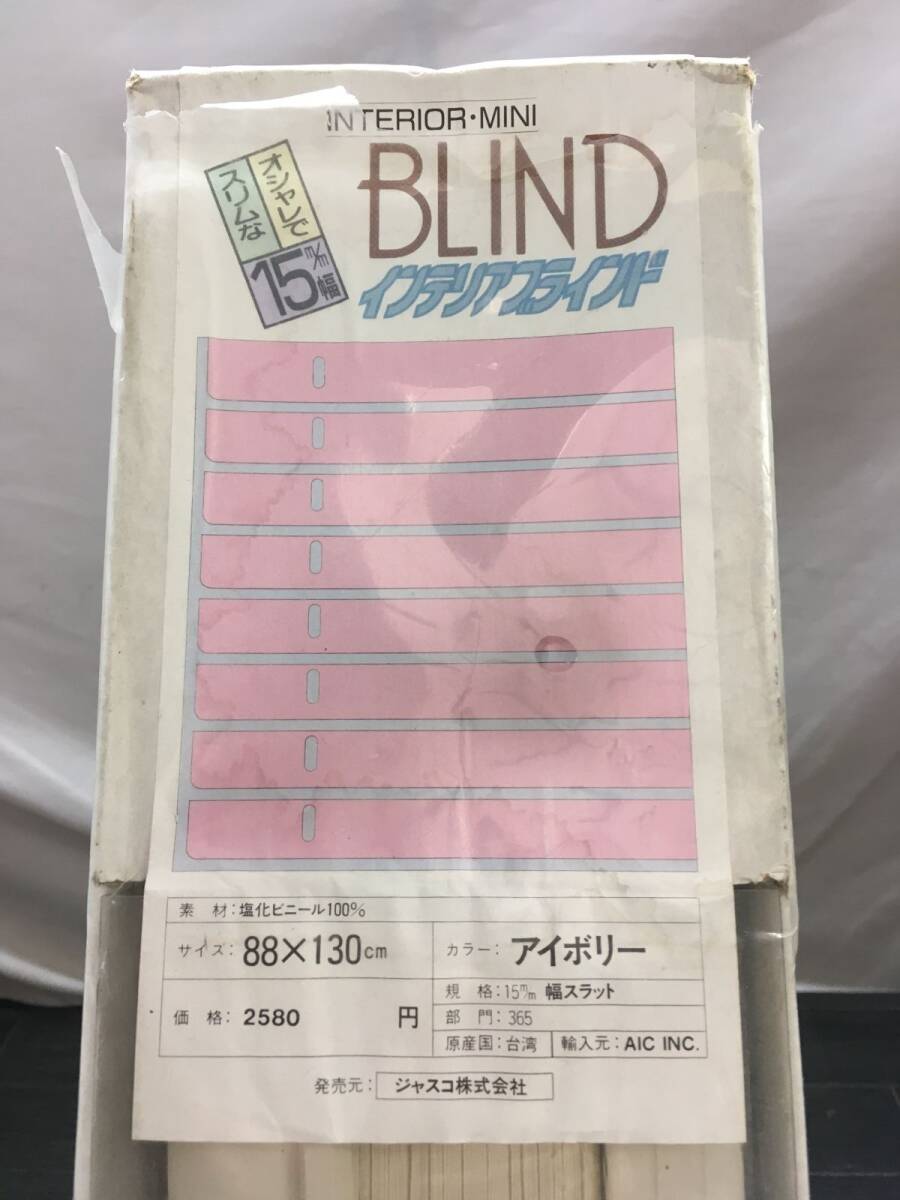 INTERIOR・MINI
BLIND
オシャレで
スリムな
15m/m幅
インテリアブラインド
素 材：塩化ビニール100%
サイズ：88×130cm
カラー：アイボリー
規 格：15m/m 幅スラット
価 格：2580 円
部 門：365
原産国：台湾
輸入元：AIC INC.
発売元：ジャスコ株式会社